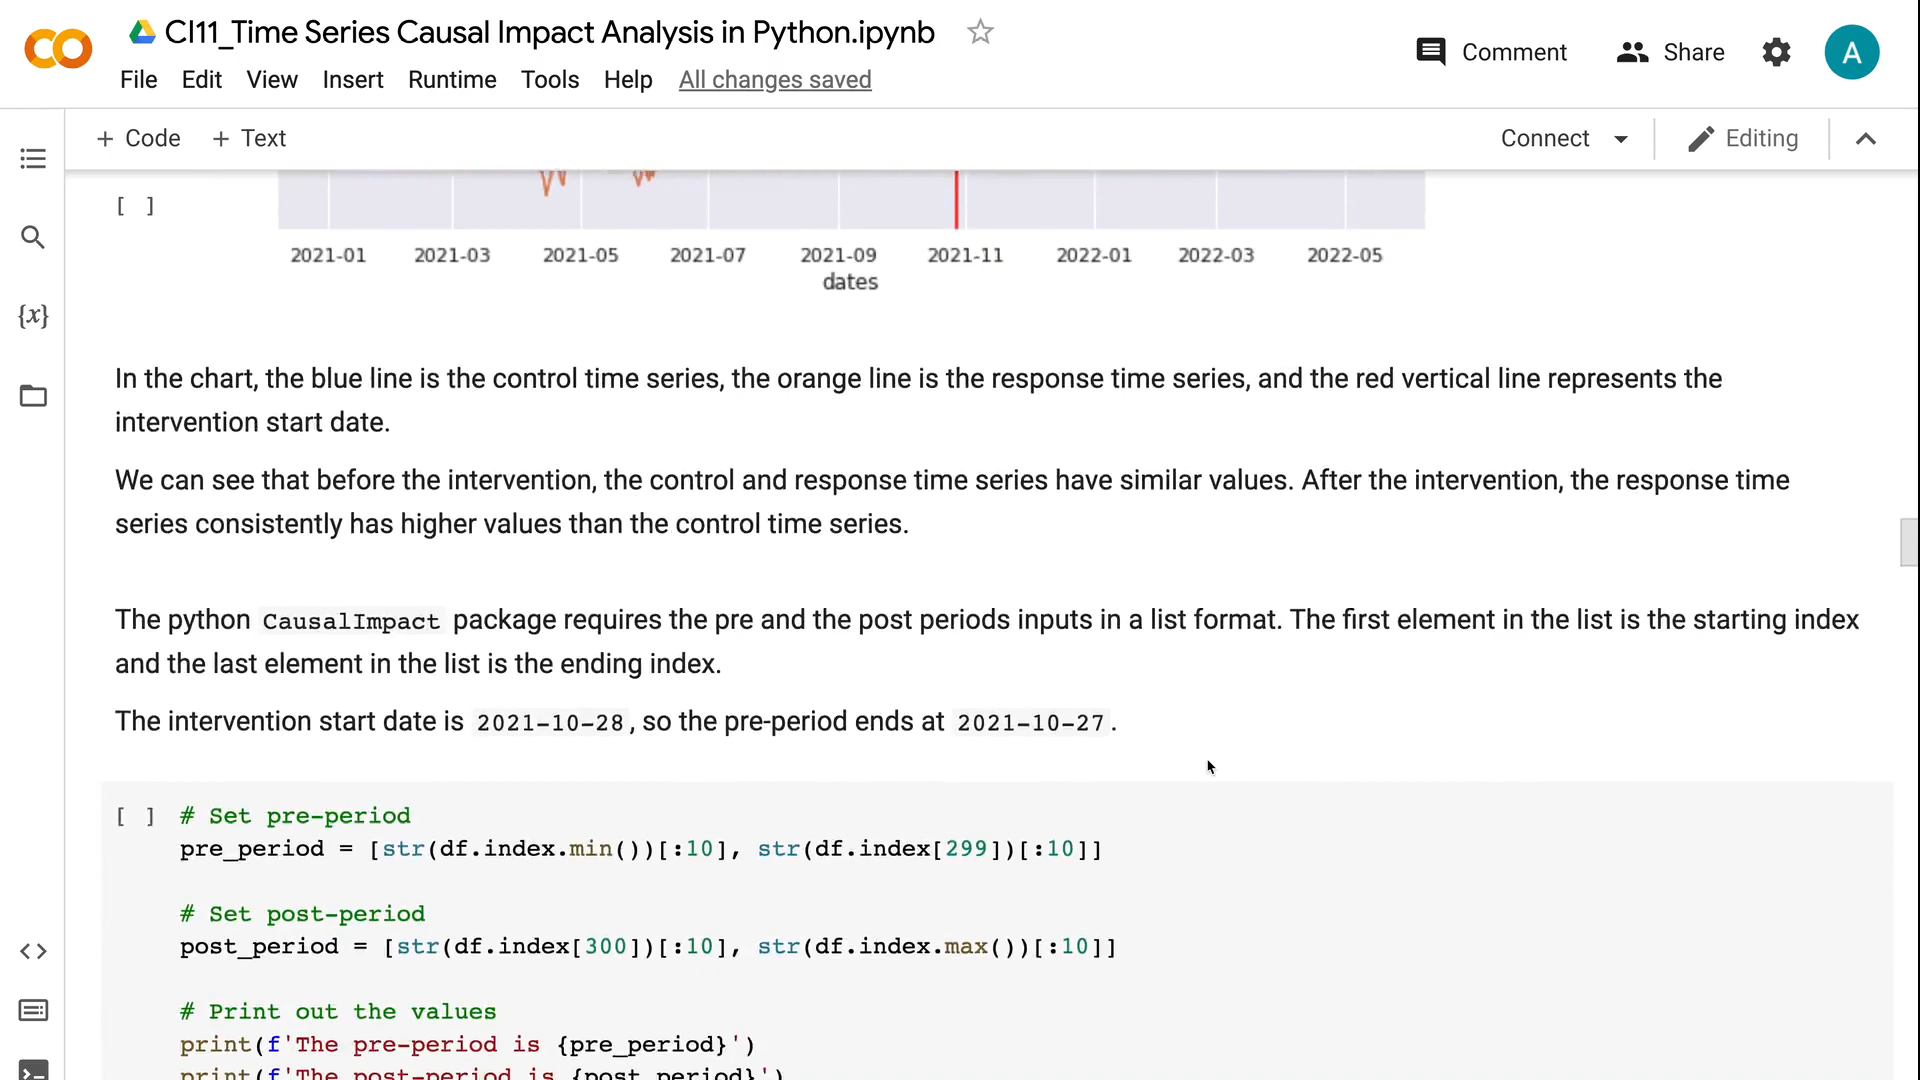 CI11_Time Series Causal Impact Analysis in Python.ipynb
File Edit View Insert Runtime Tools Help All changes saved
Comment Share A
+ Code + Text
Connect Editing
[ ]
2021-01 2021-03 2021-05 2021-07 2021-09 2021-11 2022-01 2022-03 2022-05
dates
{x}
In the chart, the blue line is the control time series, the orange line is the response time series, and the red vertical line represents the
intervention start date.
We can see that before the intervention, the control and response time series have similar values. After the intervention, the response time
series consistently has higher values than the control time series.
The python CausalImpact package requires the pre and the post periods inputs in a list format. The first element in the list is the starting index
and the last element in the list is the ending index.
The intervention start date is 2021-10-28, so the pre-period ends at 2021-10-27.
[ ] # Set pre-period
pre_period = [str(df.index.min())[:10], str(df.index[299])[:10]]
# Set post-period
post_period = [str(df.index[300])[:10], str(df.index.max())[:10]]
# Print out the values
print(f'The pre-period is {pre_period}')
print(f'The post-period is {post_period}')